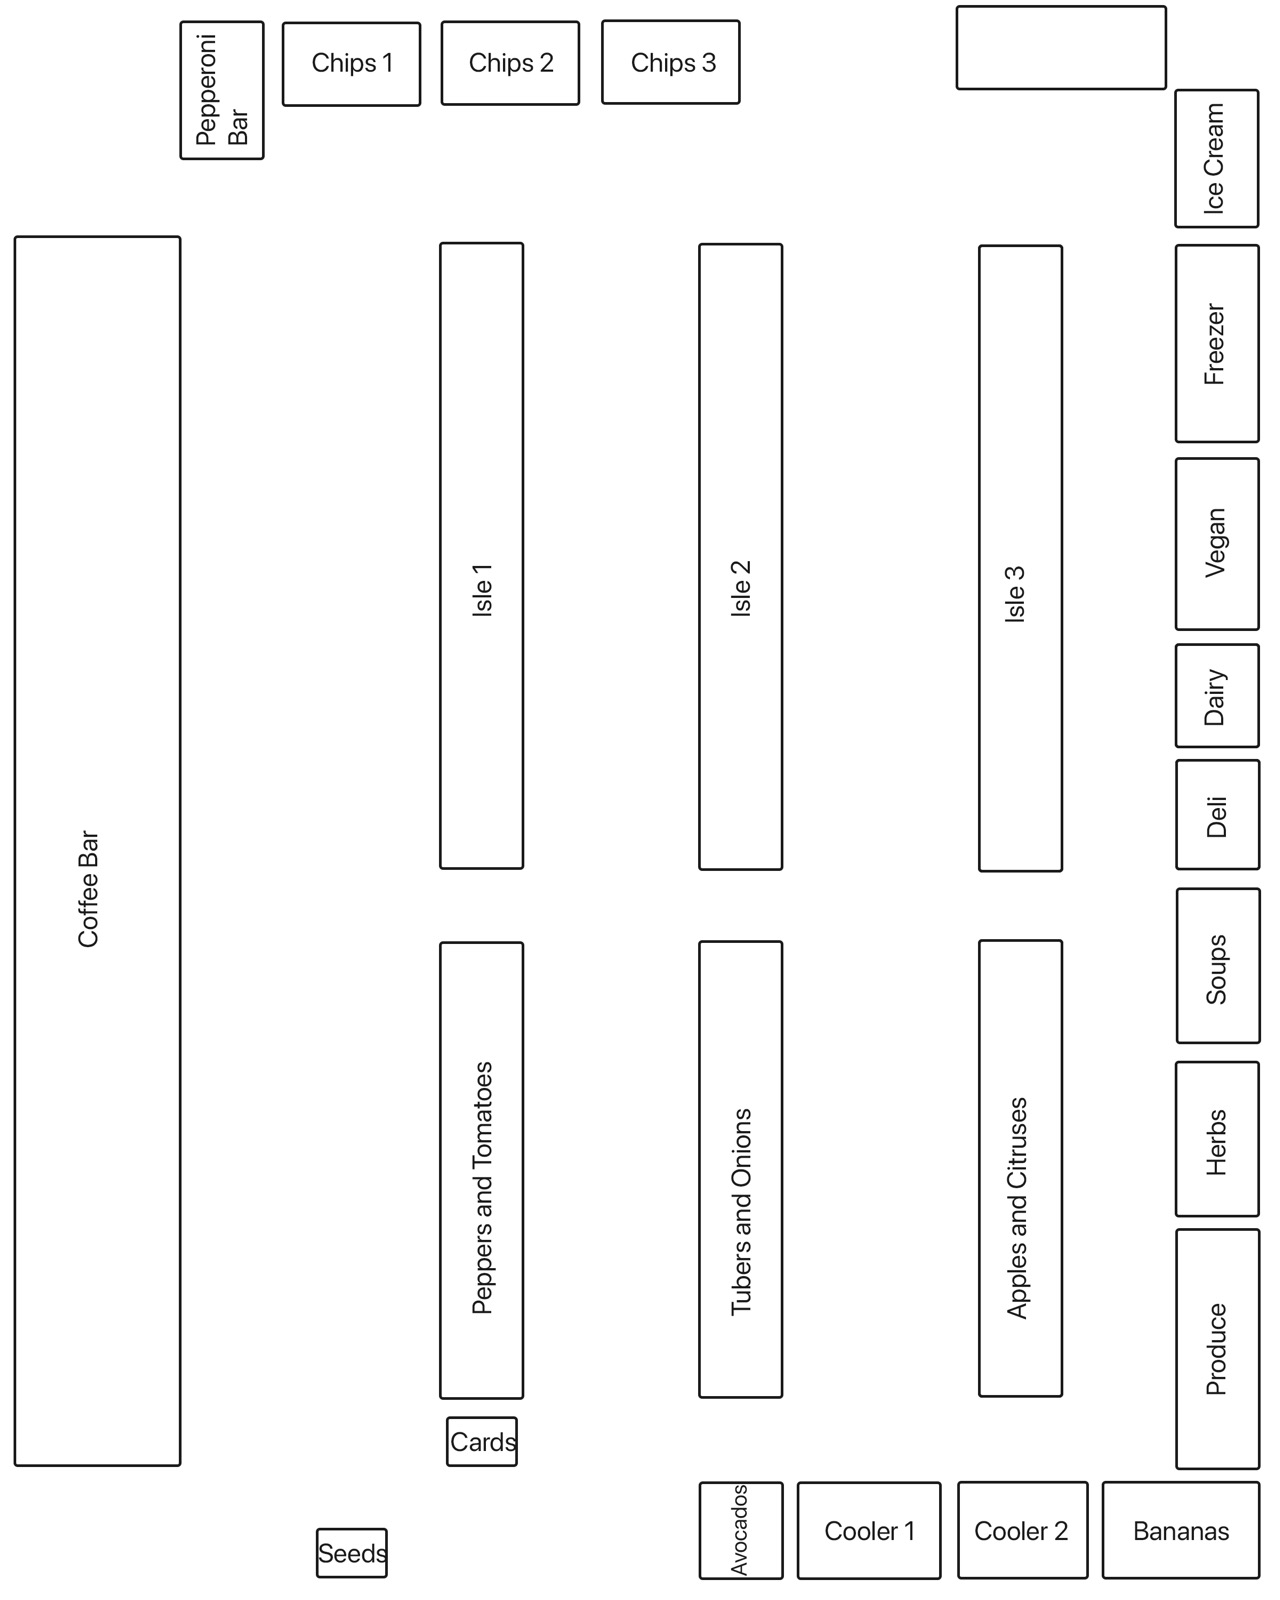 Pepperoni
Bar
Chips 1
Chips 2
Chips 3
Ice Cream
Freezer
Vegan
Dairy
Deli
Soups
Herbs
Produce
Coffee Bar
Isle 1
Isle 2
Isle 3
Peppers and Tomatoes
Tubers and Onions
Apples and Citruses
Cards
Seeds
Avocados
Cooler 1
Cooler 2
Bananas